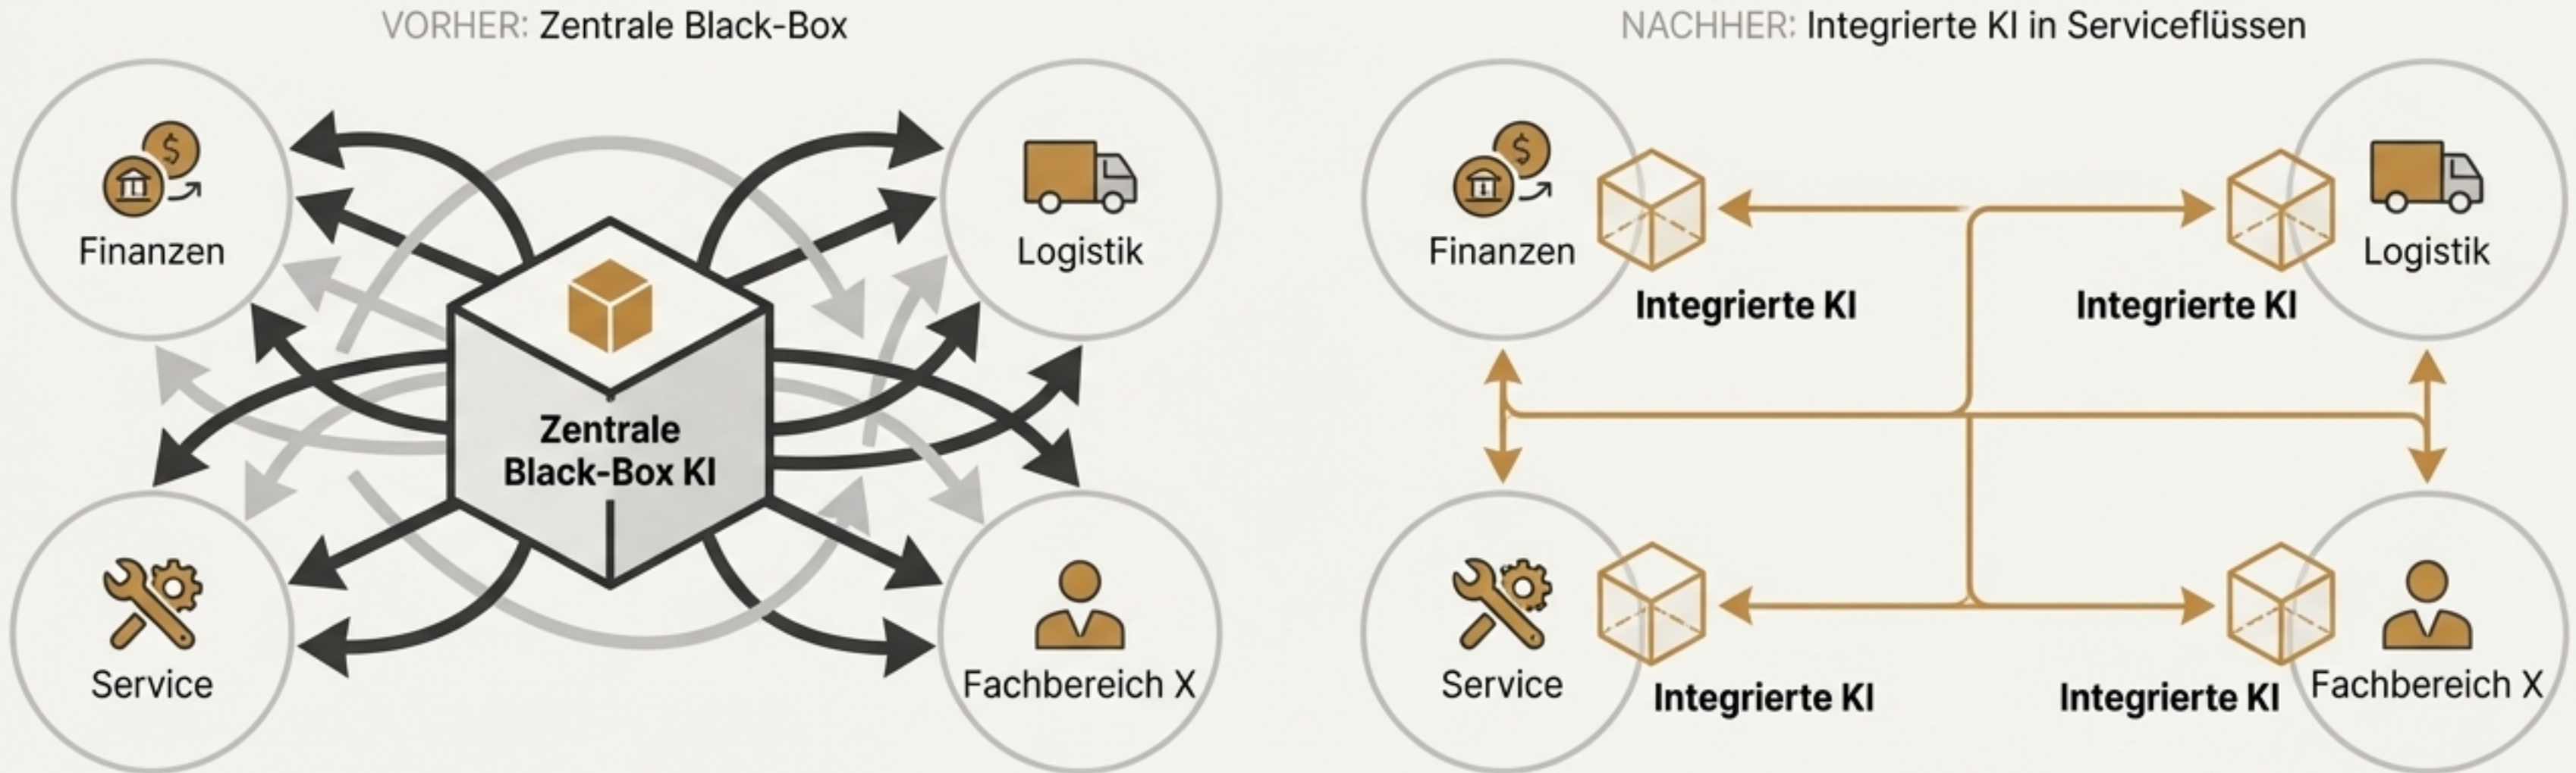 VORHER: Zentrale Black-Box
Finanzen
Logistik
Zentrale
Black-Box KI
Service
Fachbereich X
NACHHER: Integrierte KI in Serviceflüssen
Finanzen
Logistik
Integrierte KI
Integrierte KI
Service
Fachbereich X
Integrierte KI
Integrierte KI